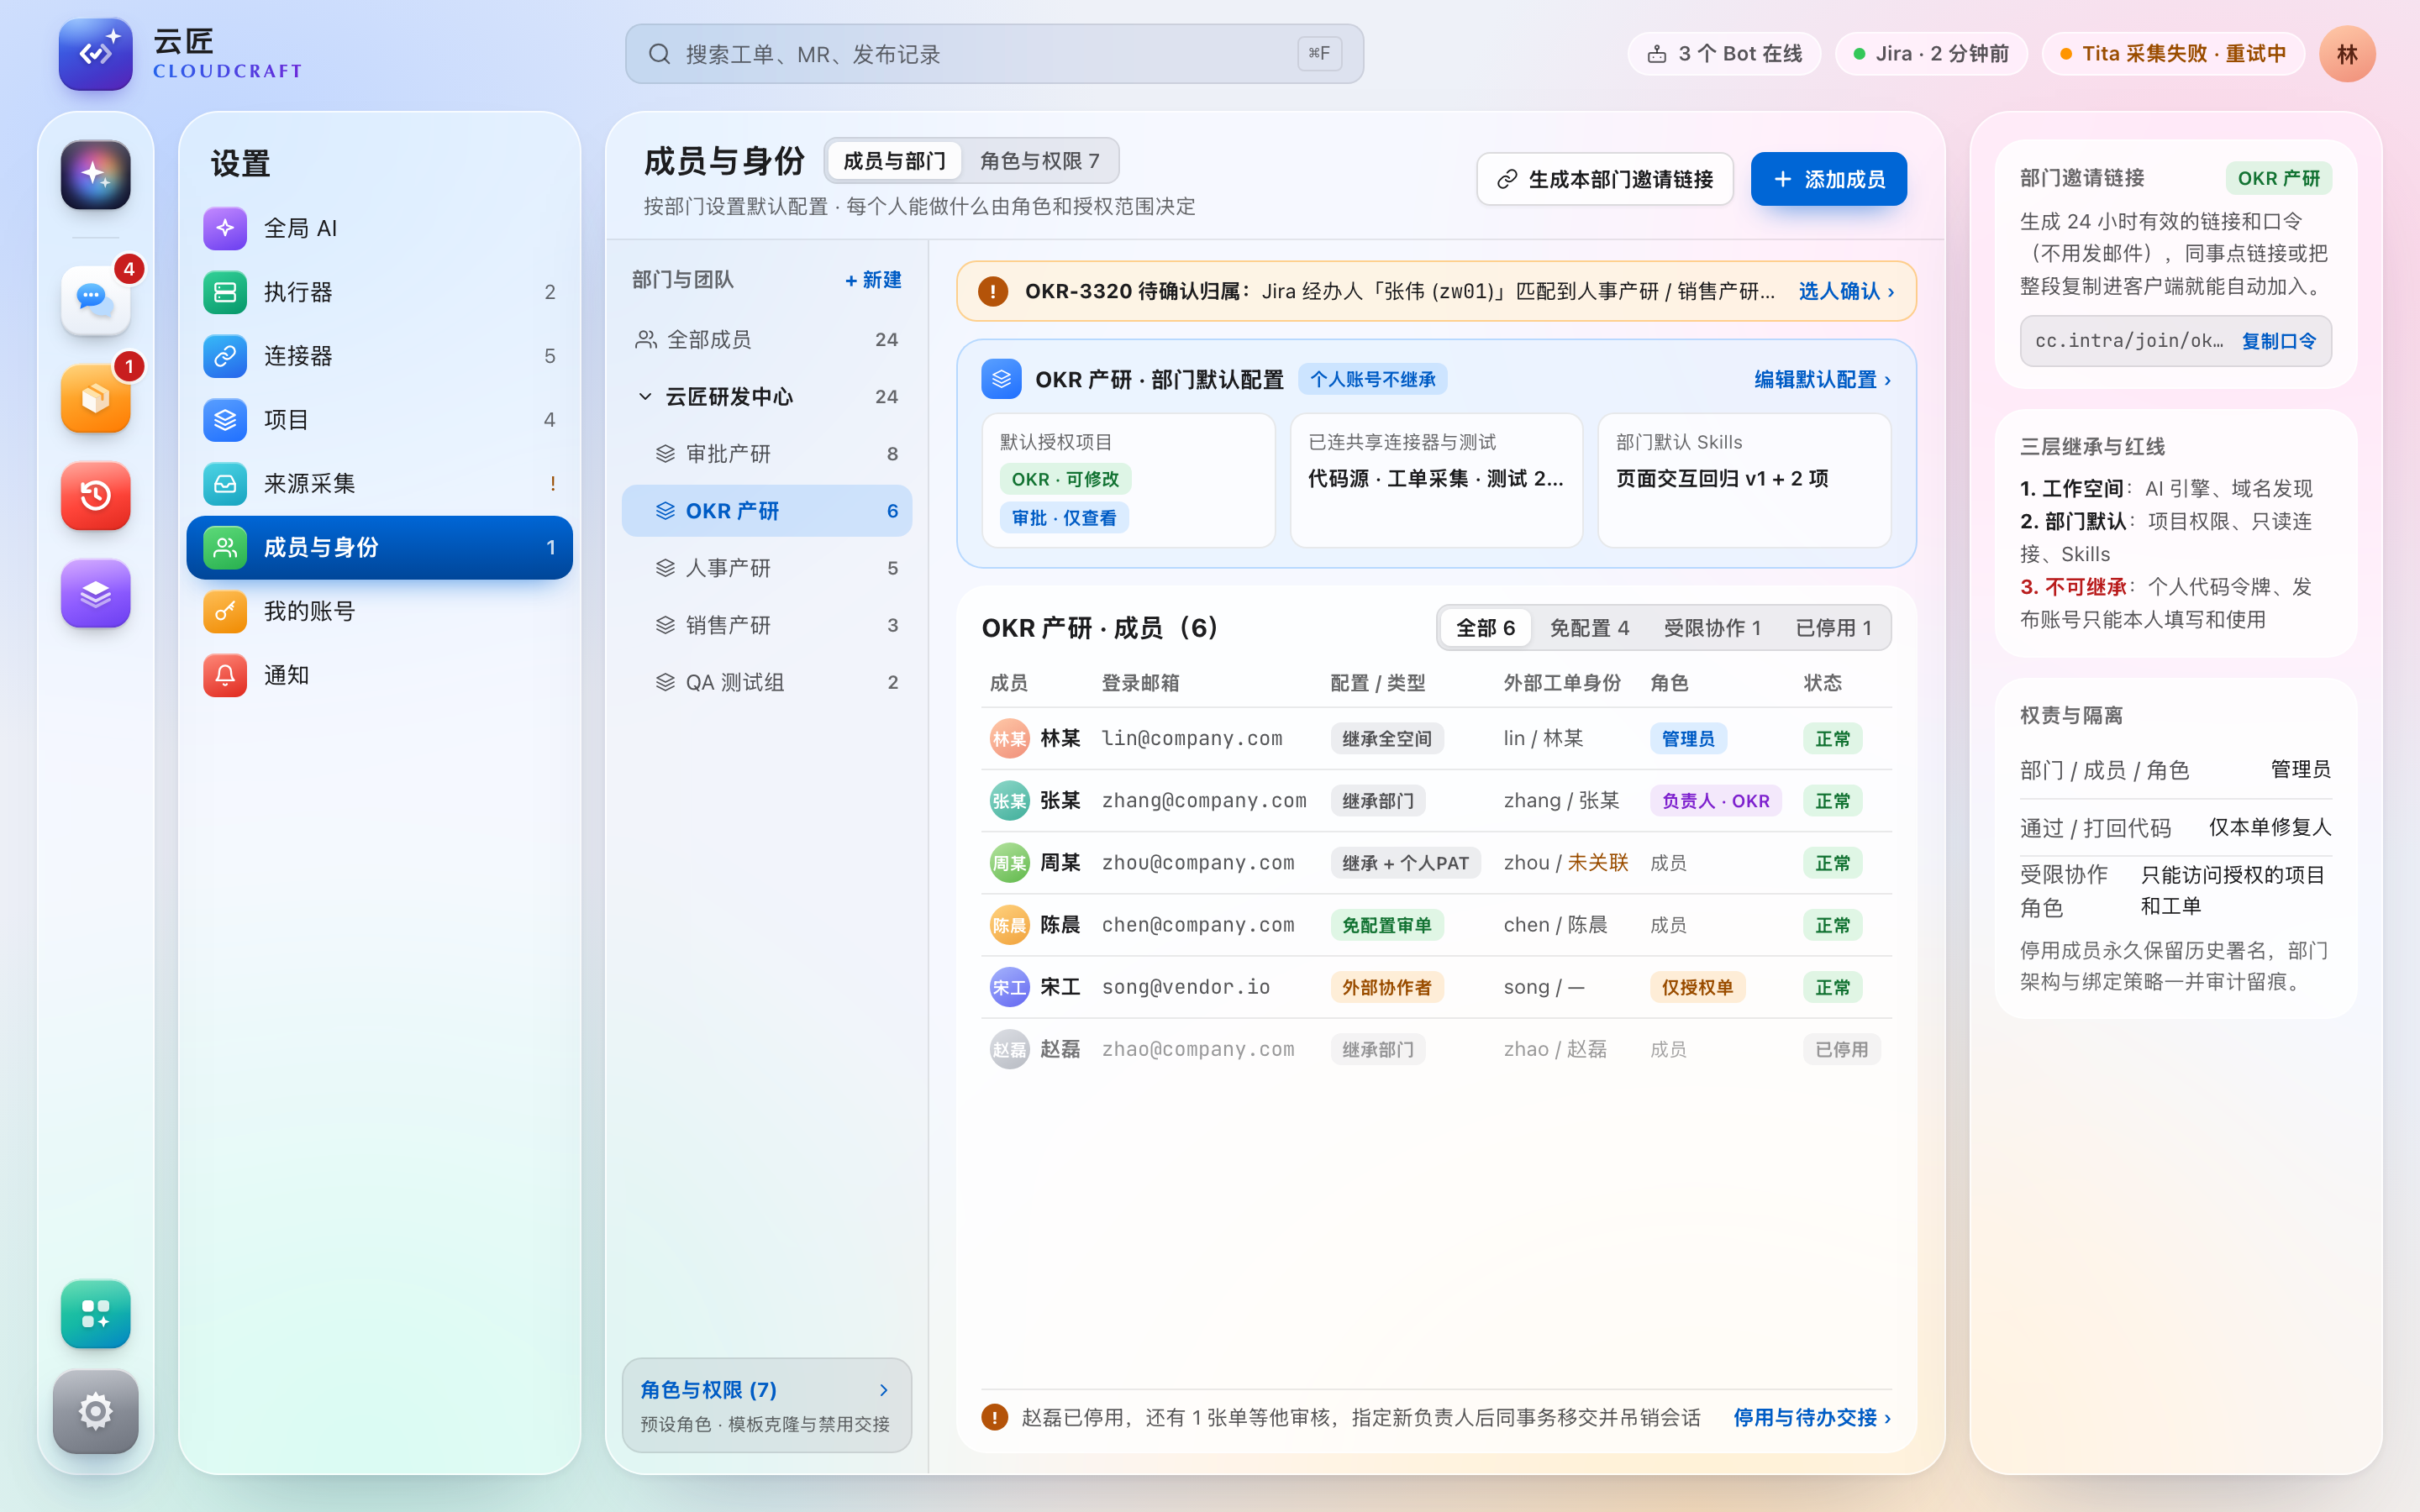 云匠
CLOUDCRAFT
搜索工单、MR、发布记录
⌘F
3 个 Bot 在线
Jira · 2 分钟前
Tita 采集失败 · 重试中
林
4
1
设置
全局 AI
执行器 2
连接器 5
项目 4
来源采集 !
成员与身份 1
我的账号
通知
成员与身份
成员与部门
角色与权限 7
按部门设置默认配置 · 每个人能做什么由角色和授权范围决定
生成本部门邀请链接
+ 添加成员
部门与团队
+ 新建
全部成员 24
云匠研发中心 24
审批产研 8
OKR 产研 6
人事产研 5
销售产研 3
QA 测试组 2
角色与权限 (7) ›
预设角色 · 模板克隆与禁用交接
! OKR-3320 待确认归属：Jira 经办人「张伟 (zw01)」匹配到人事产研 / 销售产研... 选人确认 ›
OKR 产研 · 部门默认配置
个人账号不继承
编辑默认配置 ›
默认授权项目
OKR · 可修改
审批 · 仅查看
已连共享连接器与测试
代码源 · 工单采集 · 测试 2...
部门默认 Skills
页面交互回归 v1 + 2 项
OKR 产研 · 成员（6）
全部 6
免配置 4
受限协作 1
已停用 1
成员 登录邮箱 配置 / 类型 外部工单身份 角色 状态
林某 林某 lin@company.com 继承全空间 lin / 林某 管理员 正常
张某 张某 zhang@company.com 继承部门 zhang / 张某 负责人 · OKR 正常
周某 周某 zhou@company.com 继承 + 个人PAT zhou / 未关联 成员 正常
陈晨 陈晨 chen@company.com 免配置审单 chen / 陈晨 成员 正常
宋工 宋工 song@vendor.io 外部协作者 song / — 仅授权单 正常
赵磊 赵磊 zhao@company.com 继承部门 zhao / 赵磊 成员 已停用
! 赵磊已停用，还有 1 张单等他审核，指定新负责人后同事务移交并吊销会话 停用与待办交接 ›
部门邀请链接
OKR 产研
生成 24 小时有效的链接和口令
（不用发邮件），同事点链接或把
整段复制进客户端就能自动加入。
cc.intra/join/ok… 复制口令
三层继承与红线
1. 工作空间：AI 引擎、域名发现
2. 部门默认：项目权限、只读连
接、Skills
3. 不可继承：个人代码令牌、发
布账号只能本人填写和使用
权责与隔离
部门 / 成员 / 角色 管理员
通过 / 打回代码 仅本单修复人
受限协作 只能访问授权的项目
角色 和工单
停用成员永久保留历史署名，部门
架构与绑定策略一并审计留痕。